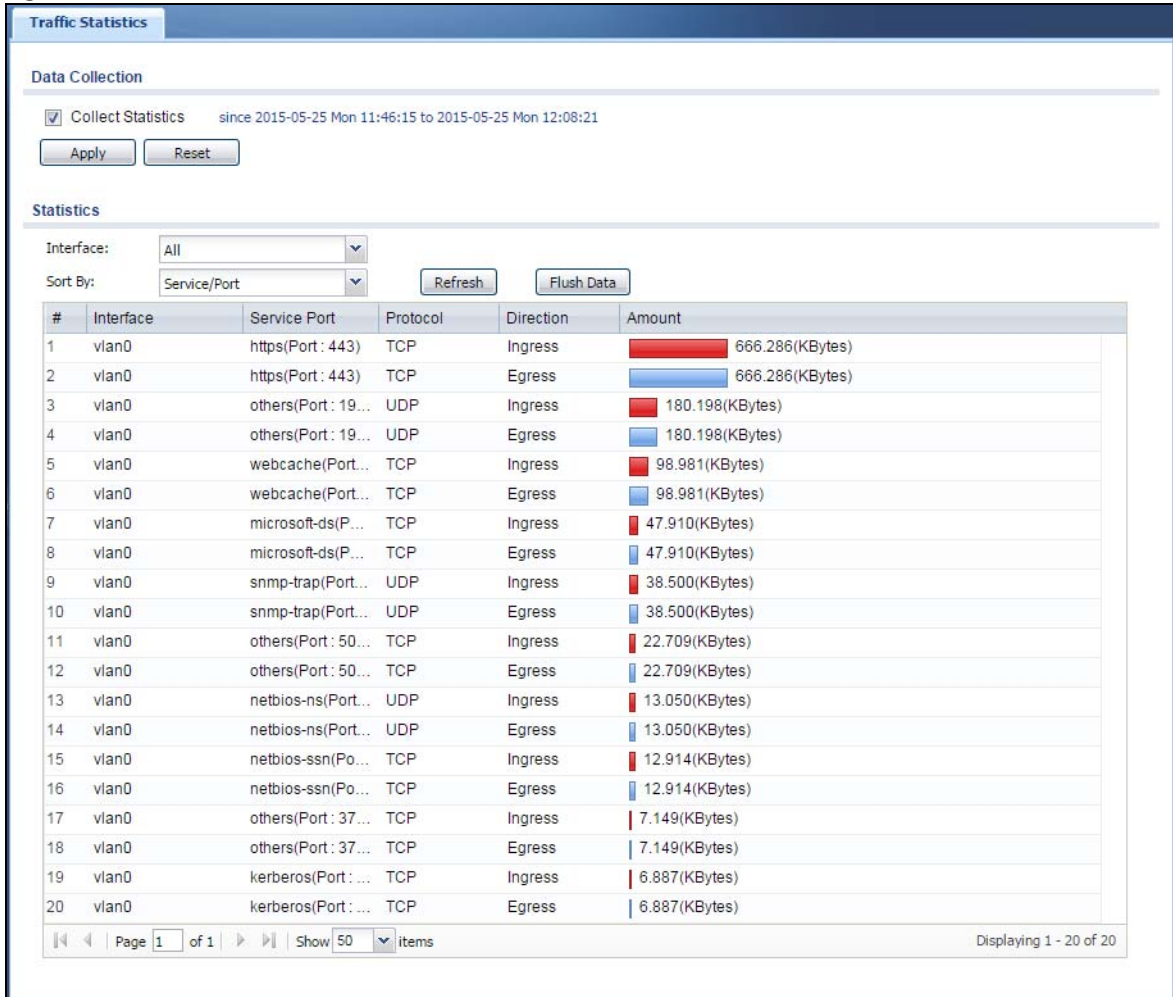 Traffic Statistics
Data Collection
Collect Statistics since 2015-05-25 Mon 11:46:15 to 2015-05-25 Mon 12:08:21
Apply Reset
Statistics
Interface: All
Sort By: Service/Port Refresh Flush Data
# Interface Service Port Protocol Direction Amount
1 vlan0 https(Port : 443) TCP Ingress 666.286(KBytes)
2 vlan0 https(Port : 443) TCP Egress 666.286(KBytes)
3 vlan0 others(Port : 19... UDP Ingress 180.198(KBytes)
4 vlan0 others(Port : 19... UDP Egress 180.198(KBytes)
5 vlan0 webcache(Port... TCP Ingress 98.981(KBytes)
6 vlan0 webcache(Port... TCP Egress 98.981(KBytes)
7 vlan0 microsoft-ds(P... TCP Ingress 47.910(KBytes)
8 vlan0 microsoft-ds(P... TCP Egress 47.910(KBytes)
9 vlan0 snmp-trap(Port... UDP Ingress 38.500(KBytes)
10 vlan0 snmp-trap(Port... UDP Egress 38.500(KBytes)
11 vlan0 others(Port : 50... TCP Ingress 22.709(KBytes)
12 vlan0 others(Port : 50... TCP Egress 22.709(KBytes)
13 vlan0 netbios-ns(Port... UDP Ingress 13.050(KBytes)
14 vlan0 netbios-ns(Port... UDP Egress 13.050(KBytes)
15 vlan0 netbios-ssn(Po... TCP Ingress 12.914(KBytes)
16 vlan0 netbios-ssn(Po... TCP Egress 12.914(KBytes)
17 vlan0 others(Port : 37... TCP Ingress 7.149(KBytes)
18 vlan0 others(Port : 37... TCP Egress 7.149(KBytes)
19 vlan0 kerberos(Port : ... TCP Ingress 6.887(KBytes)
20 vlan0 kerberos(Port : ... TCP Egress 6.887(KBytes)
Page 1 of 1 Show 50 items Displaying 1 - 20 of 20